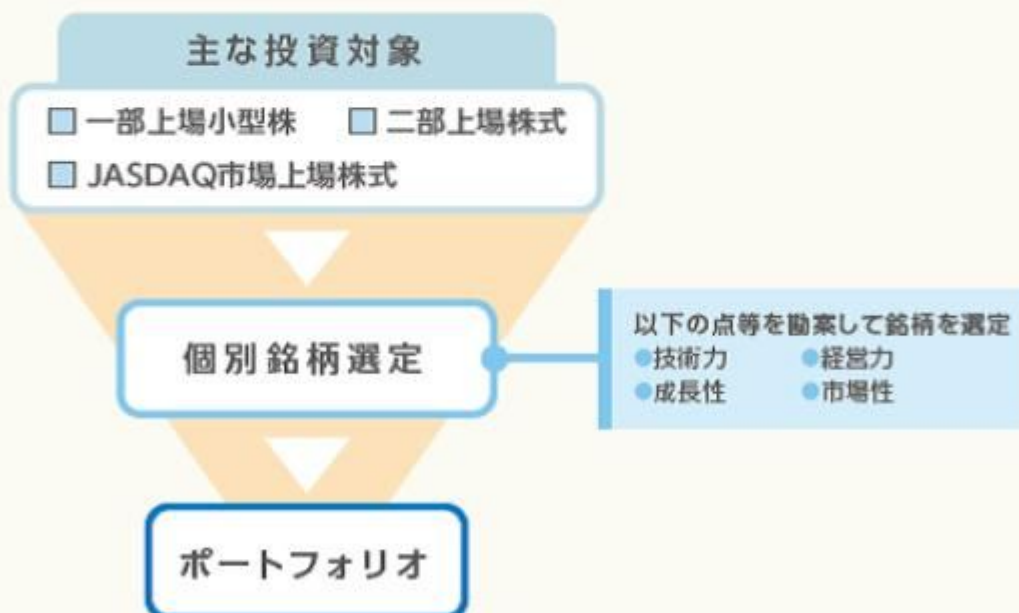 主な投資対象
一部上場小型株 二部上場株式
JASDAQ市場上場株式
個別銘柄選定
以下の点等を勘案して銘柄を選定
●技術力 ●経営力
●成長性 ●市場性
ポートフォリオ